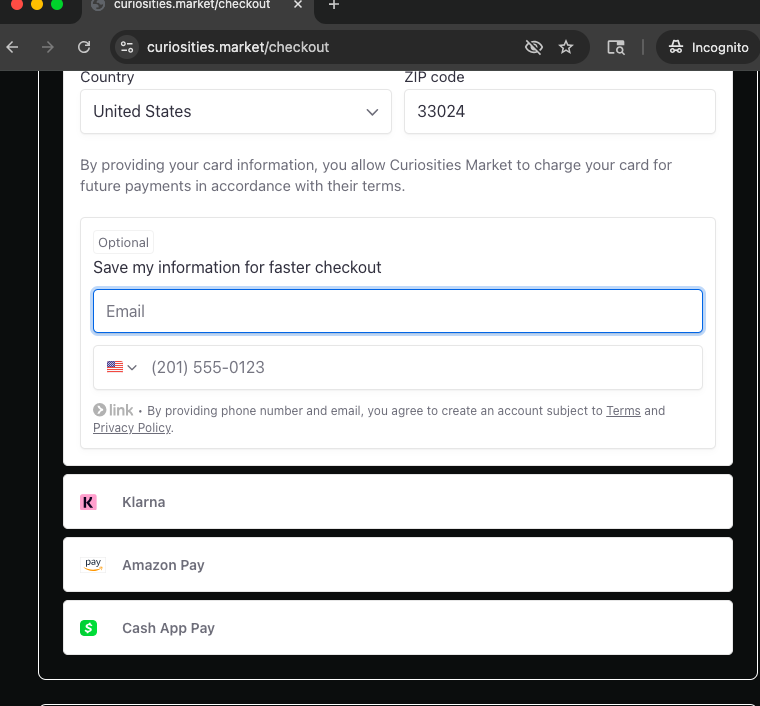 curiosities.market/checkout
curiosities.market/checkout
Incognito
Country
ZIP code
United States
33024
By providing your card information, you allow Curiosities Market to charge your card for
future payments in accordance with their terms.
Optional
Save my information for faster checkout
Email
(201) 555-0123
link • By providing phone number and email, you agree to create an account subject to Terms and
Privacy Policy.
K Klarna
pay Amazon Pay
$ Cash App Pay